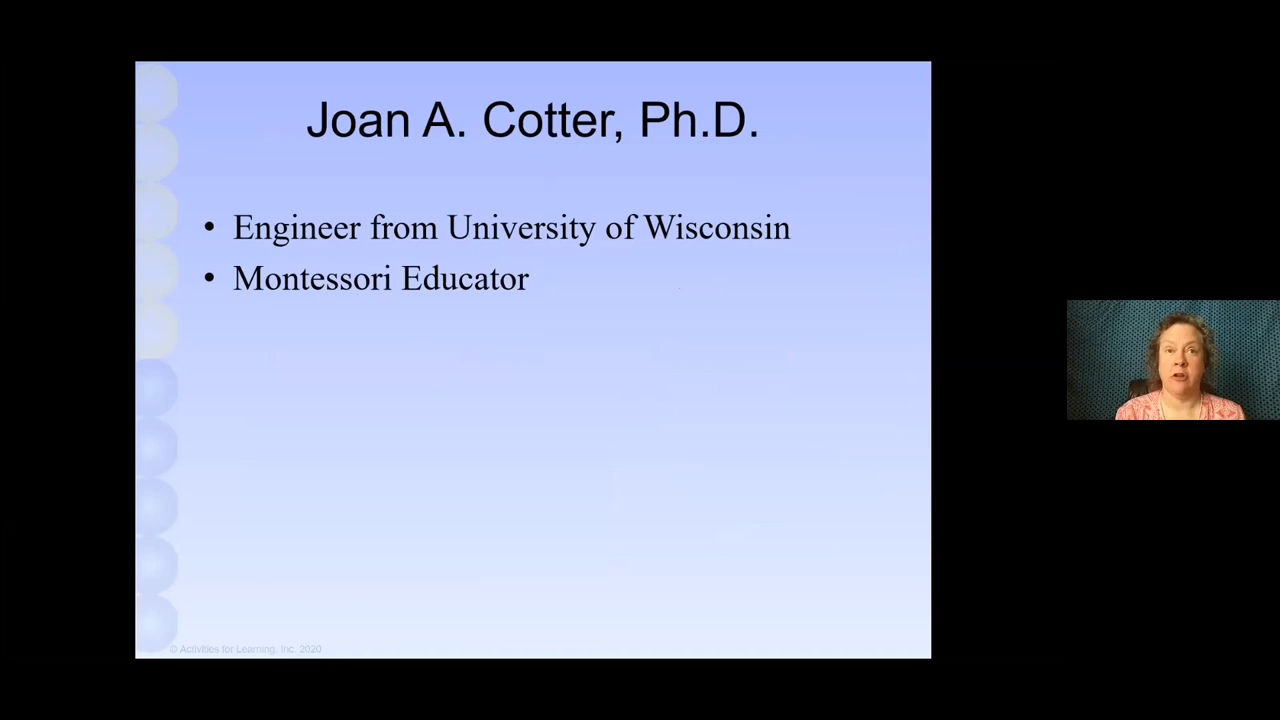 Joan A. Cotter, Ph.D.
• Engineer from University of Wisconsin
• Montessori Educator
© Activities for Learning, Inc. 2020